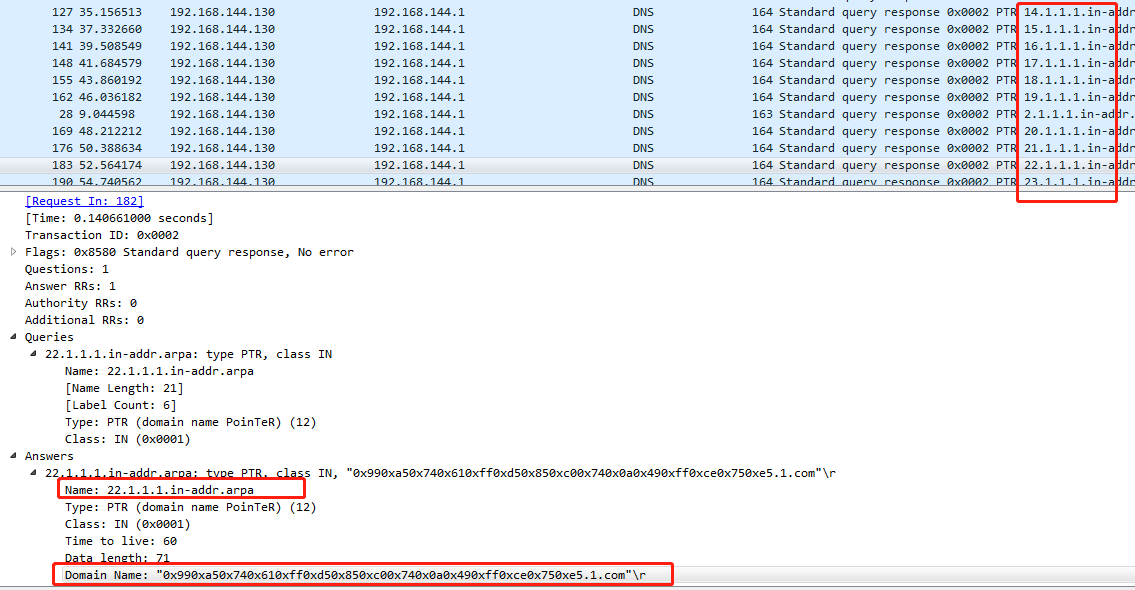 127 35.156513 192.168.144.130 192.168.144.1 DNS 164 Standard query response 0x0002 PTR 14.1.1.1.in-addr
134 37.332660 192.168.144.130 192.168.144.1 DNS 164 Standard query response 0x0002 PTR 15.1.1.1.in-addr
141 39.508549 192.168.144.130 192.168.144.1 DNS 164 Standard query response 0x0002 PTR 16.1.1.1.in-addr
148 41.684579 192.168.144.130 192.168.144.1 DNS 164 Standard query response 0x0002 PTR 17.1.1.1.in-addr
155 43.860192 192.168.144.130 192.168.144.1 DNS 164 Standard query response 0x0002 PTR 18.1.1.1.in-addr
162 46.036182 192.168.144.130 192.168.144.1 DNS 164 Standard query response 0x0002 PTR 19.1.1.1.in-addr
28 9.044598 192.168.144.130 192.168.144.1 DNS 163 Standard query response 0x0002 PTR 2.1.1.1.in-addr.
169 48.212212 192.168.144.130 192.168.144.1 DNS 164 Standard query response 0x0002 PTR 20.1.1.1.in-addr
176 50.388634 192.168.144.130 192.168.144.1 DNS 164 Standard query response 0x0002 PTR 21.1.1.1.in-addr
183 52.564174 192.168.144.130 192.168.144.1 DNS 164 Standard query response 0x0002 PTR 22.1.1.1.in-addr
190 54.740562 192.168.144.130 192.168.144.1 DNS 164 Standard query response 0x0002 PTR 23.1.1.1.in-addr
[Request In: 182]
[Time: 0.140661000 seconds]
Transaction ID: 0x0002
Flags: 0x8580 Standard query response, No error
Questions: 1
Answer RRs: 1
Authority RRs: 0
Additional RRs: 0
Queries
22.1.1.1.in-addr.arpa: type PTR, class IN
Name: 22.1.1.1.in-addr.arpa
[Name Length: 21]
[Label Count: 6]
Type: PTR (domain name PoinTeR) (12)
Class: IN (0x0001)
Answers
22.1.1.1.in-addr.arpa: type PTR, class IN, "0x990xa50x740x610xff0xd50x850xc00x740x0a0x490xff0xce0x750xe5.1.com"\r
Name: 22.1.1.1.in-addr.arpa
Type: PTR (domain name PoinTeR) (12)
Class: IN (0x0001)
Time to live: 60
Data length: 71
Domain Name: "0x990xa50x740x610xff0xd50x850xc00x740x0a0x490xff0xce0x750xe5.1.com"\r